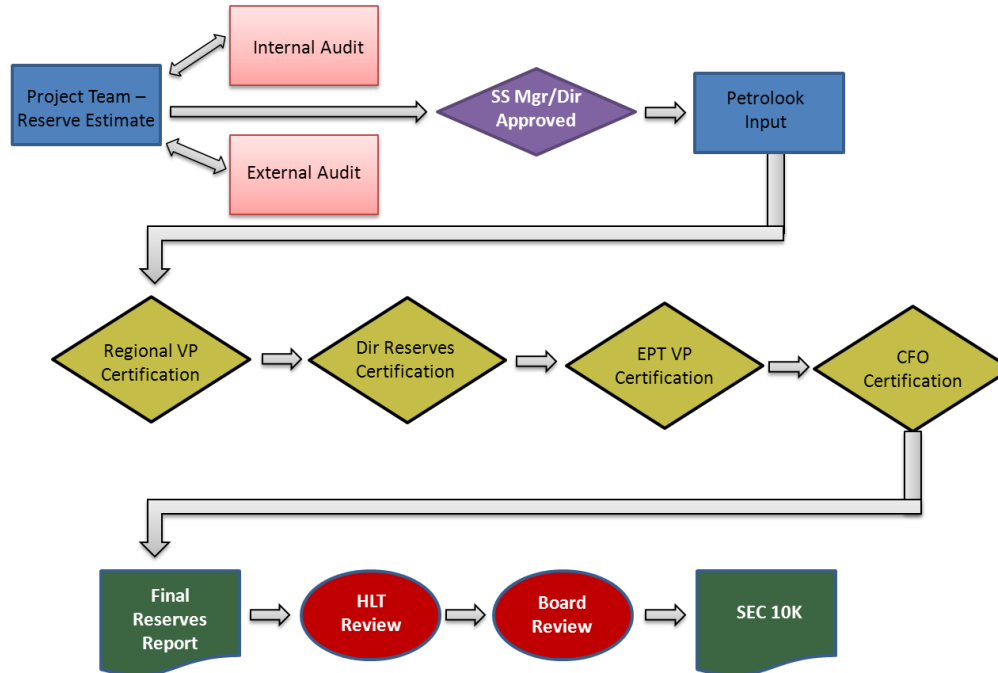 Internal Audit
Project Team –
Reserve Estimate
SS Mgr/Dir
Approved
Petrolook
Input
External Audit
Regional VP
Certification
Dir Reserves
Certification
EPT VP
Certification
CFO
Certification
Final
Reserves
Report
HLT
Review
Board
Review
SEC 10K